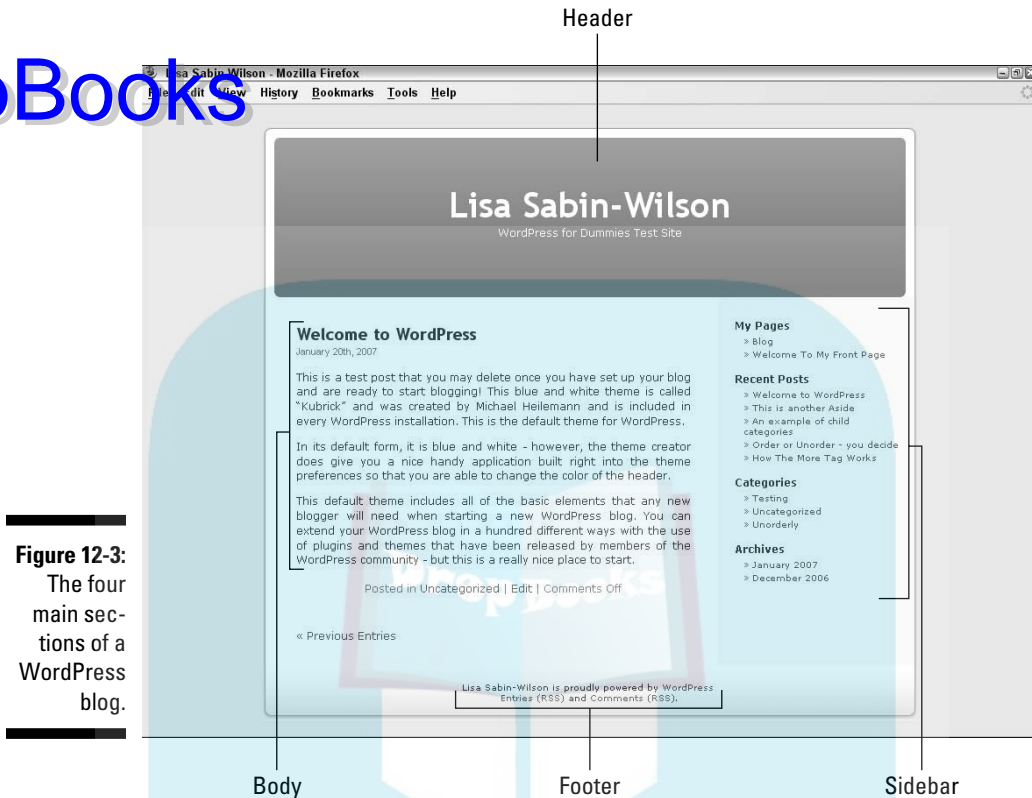 Header
Books
Lisa Sabin Wilson - Mozilla Firefox
File Edit View History Bookmarks Tools Help
Lisa Sabin-Wilson
WordPress for Dummies Test Site
Welcome to WordPress
January 20th, 2007
This is a test post that you may delete once you have set up your blog
and are ready to start blogging! This blue and white theme is called
“Kubrick” and was created by Michael Heilemann and is included in
every WordPress installation. This is the default theme for WordPress.
In its default form, it is blue and white - however, the theme creator
does give you a nice handy application built right into the theme
preferences so that you are able to change the color of the header.
This default theme includes all of the basic elements that any new
blogger will need when starting a new WordPress blog. You can
extend your WordPress blog in a hundred different ways with the use
of plugins and themes that have been released by members of the
WordPress community - but this is a really nice place to start.
Posted in Uncategorized | Edit | Comments Off
« Previous Entries
My Pages
» Blog
» Welcome To My Front Page
Recent Posts
» Welcome to WordPress
» This is another Aside
» An example of child
categories
» Order or Unorder - you decide
» How The More Tag Works
Categories
» Testing
» Uncategorized
» Unorderly
Archives
» January 2007
» December 2006
DropBooks
Lisa Sabin-Wilson is proudly powered by WordPress
Entries (RSS) and Comments (RSS).
Figure 12-3:
The four
main sec-
tions of a
WordPress
blog.
Body
Footer
Sidebar